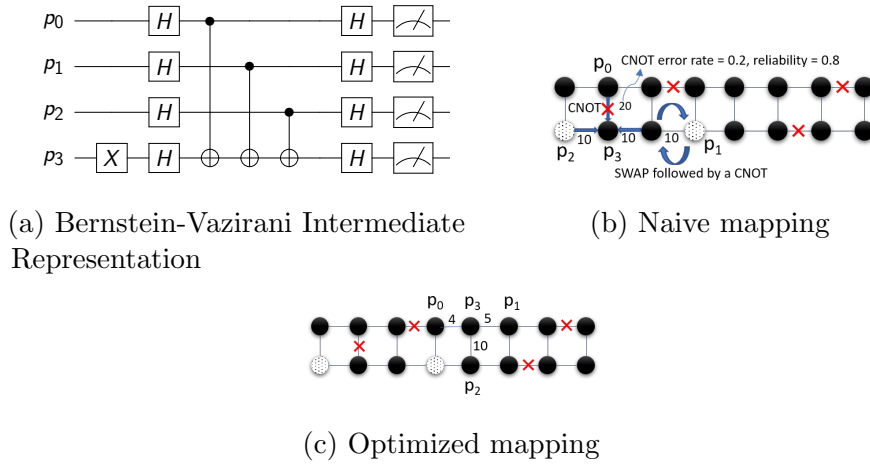 p0 H H
p1 H H
p2 H H
p3 X H H
(a) Bernstein-Vazirani Intermediate
Representation
CNOT error rate = 0.2, reliability = 0.8
p0
CNOT 20
10 10 10
p2 p3 p1
SWAP followed by a CNOT
(b) Naive mapping
p0 p3 p1
4 5
10
p2
(c) Optimized mapping